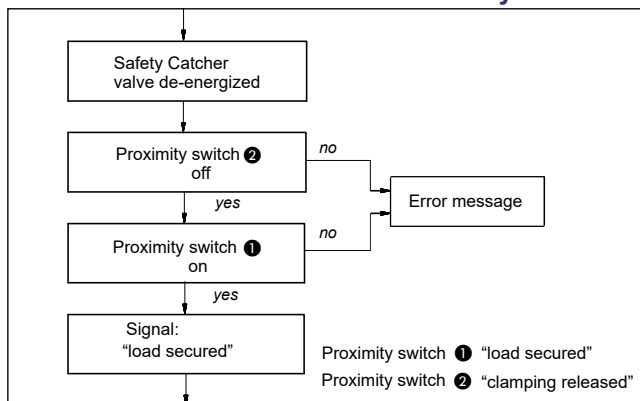 Safety Catcher
valve de-energized
Proximity switch ❷
off
no
yes
Error message
Proximity switch ❶
on
no
yes
Signal:
“load secured”
Proximity switch ❶ “load secured”
Proximity switch ❷ “clamping released”